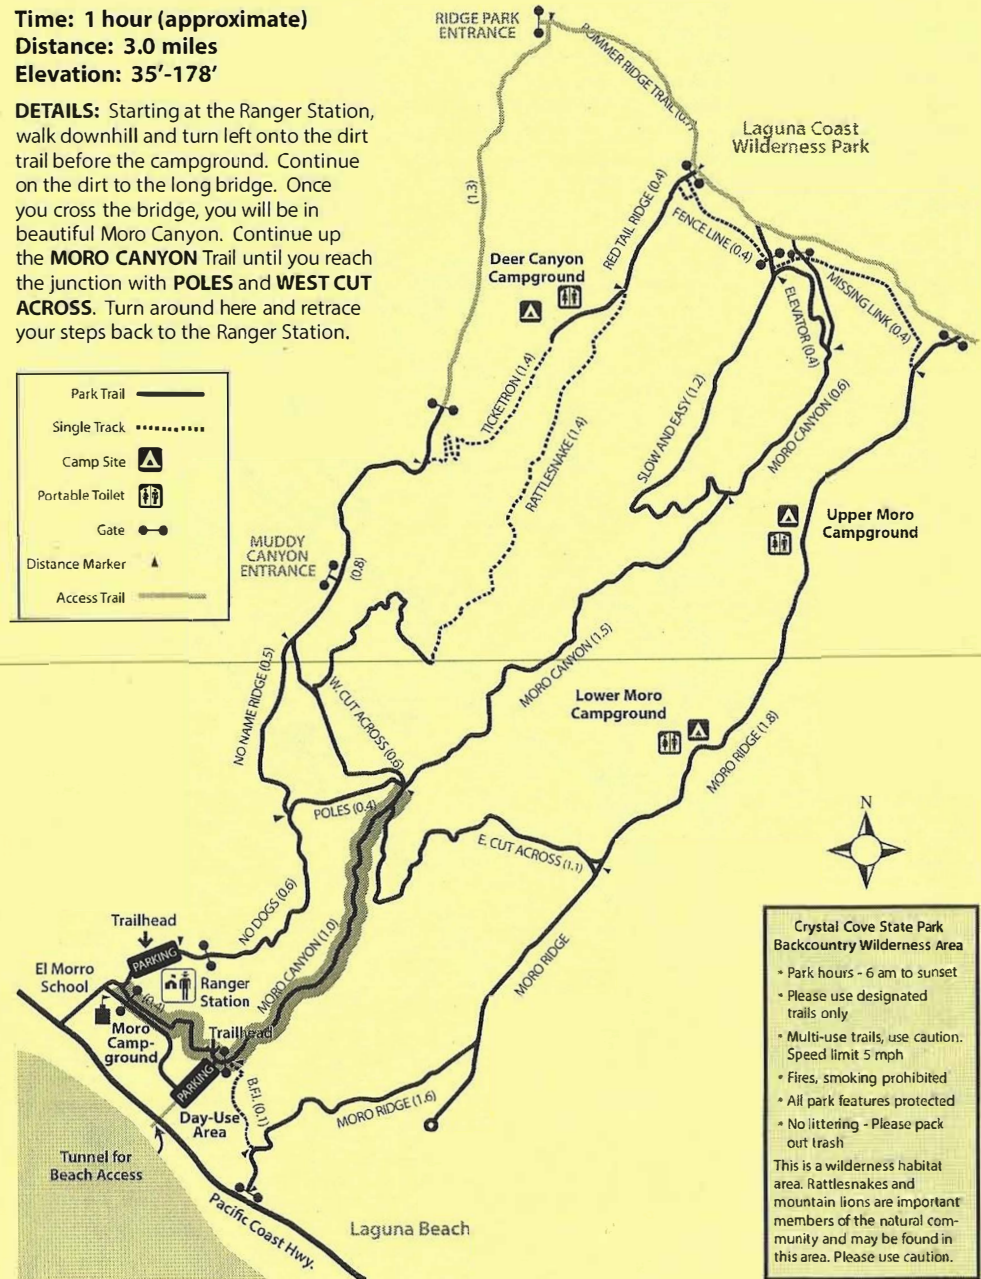 Time: 1 hour (approximate)
Distance: 3.0 miles
Elevation: 35’-178’
DETAILS: Starting at the Ranger Station,
walk downhill and turn left onto the dirt
trail before the campground. Continue
on the dirt to the long bridge. Once
you cross the bridge, you will be in
beautiful Moro Canyon. Continue up
the MORO CANYON Trail until you reach
the junction with POLES and WEST CUT
ACROSS. Turn around here and retrace
your steps back to the Ranger Station.
Park Trail
Single Track
Camp Site
Portable Toilet
Gate
Distance Marker
Access Trail
RIDGE PARK
ENTRANCE
BOMMER RIDGE TRAIL (0.7)
Laguna Coast
Wilderness Park
(1.3)
RED TAIL RIDGE (0.4)
FENCE LINE (0.4)
Deer Canyon
Campground
ELEVATOR (0.4)
MISSING LINK (0.4)
TICKETRON (1.4)
RATTLESNAKE (1.4)
SLOW AND EASY (1.2)
MORO CANYON (0.6)
Upper Moro
Campground
MUDDY
CANYON
ENTRANCE
(0.8)
NO NAME RIDGE (0.5)
W. CUT ACROSS (0.6)
MORO CANYON (1.5)
Lower Moro
Campground
MORO RIDGE (1.8)
POLES (0.4)
E. CUT ACROSS (1.1)
N
NO DOGS (0.6)
MORO CANYON (1.0)
MORO RIDGE
Trailhead
PARKING
El Morro
School
Ranger
Station
(0.4)
Moro
Camp-
ground
Trailhead
PARKING
B.F.I. (0.1)
Day-Use
Area
MORO RIDGE (1.6)
Tunnel for
Beach Access
Pacific Coast Hwy.
Laguna Beach
Crystal Cove State Park
Backcountry Wilderness Area
* Park hours - 6 am to sunset
* Please use designated
trails only
* Multi-use trails, use caution.
Speed limit 5 mph
* Fires, smoking prohibited
* All park features protected
* No littering - Please pack
out trash
This is a wilderness habitat
area. Rattlesnakes and
mountain lions are important
members of the natural com-
munity and may be found in
this area. Please use caution.